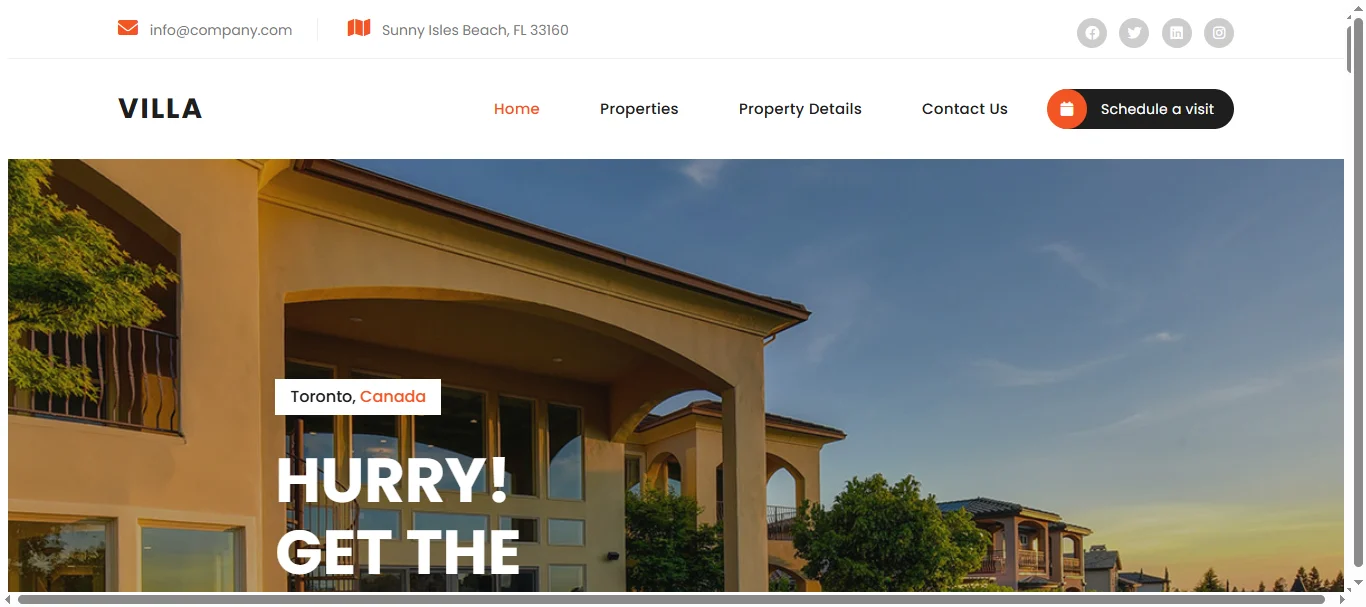 info@company.com
Sunny Isles Beach, FL 33160
VILLA
Home
Properties
Property Details
Contact Us
Schedule a visit
Toronto, Canada
HURRY!
GET THE